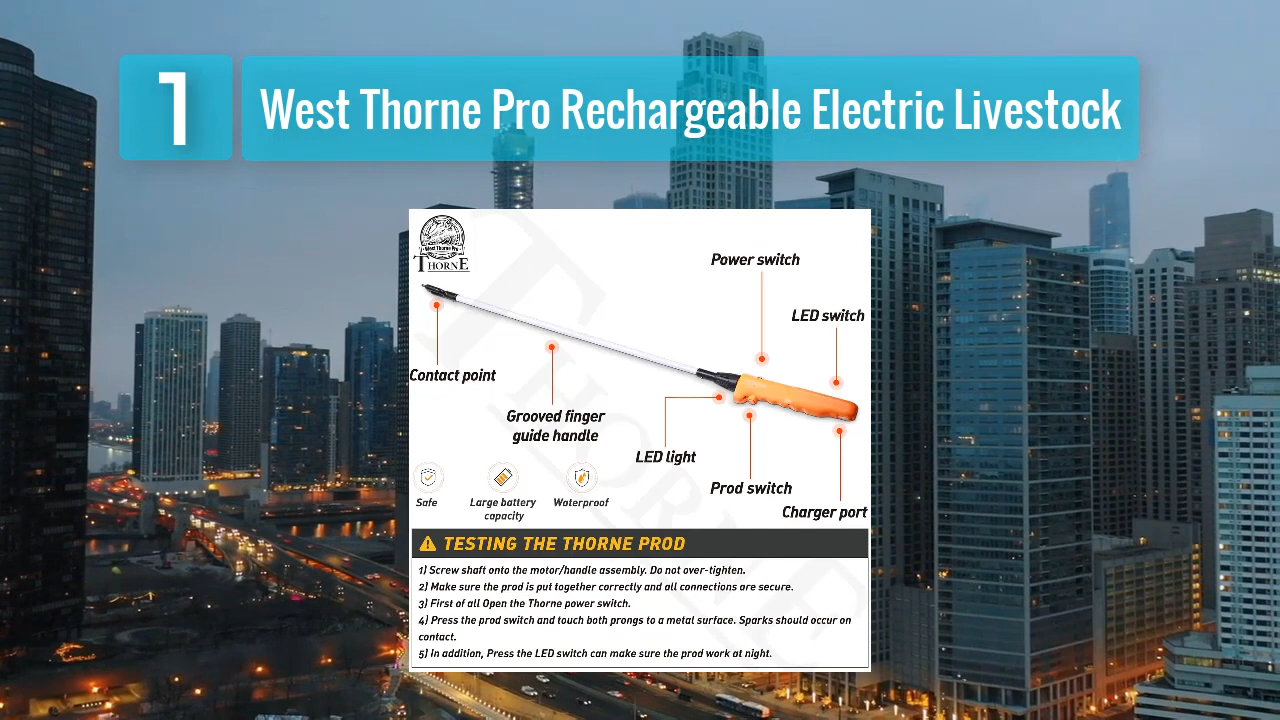 1
West Thorne Pro Rechargeable Electric Livestock
West Thorne Pro
THORNE
Power switch
LED switch
Contact point
Grooved finger
guide handle
LED light
Prod switch
Charger port
Safe
Large battery
capacity
Waterproof
TESTING THE THORNE PROD
1) Screw shaft onto the motor/handle assembly. Do not over-tighten.
2) Make sure the prod is put together correctly and all connections are secure.
3) First of all Open the Thorne power switch.
4) Press the prod switch and touch both prongs to a metal surface. Sparks should occur on
contact.
5) In addition, Press the LED switch can make sure the prod work at night.
THORNE